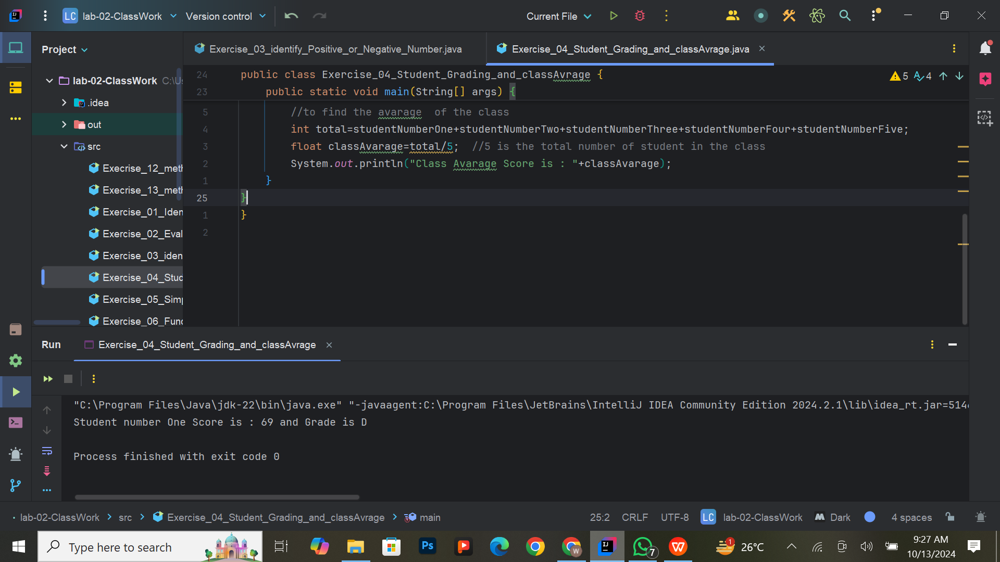 LC lab-02-ClassWork Version control Current File
Project
Exercise_03_identify_Positive_or_Negative_Number.java Exercise_04_Student_Grading_and_classAvrage.java
lab-02-ClassWork C:\Us
.idea
out
src
Execrise_12_meth
Execrise_13_meth
Exercise_01_Iden
Exercise_02_Eval
Exercise_03_iden
Exercise_04_Stud
Exercise_05_Simp
Exercise_06_Func
24 public class Exercise_04_Student_Grading_and_classAvrage { 5 4
23 public static void main(String[] args) {
5 //to find the avarage  of the class
4 int total=studentNumberOne+studentNumberTwo+studentNumberThree+studentNumberFour+studentNumberFive;
3 float classAvarage=total/5;  //5 is the total number of student in the class
2 System.out.println("Class Avarage Score is : "+classAvarage);
1 }
25 }
1 }
2
Run Exercise_04_Student_Grading_and_classAvrage
"C:\Program Files\Java\jdk-22\bin\java.exe" "-javaagent:C:\Program Files\JetBrains\IntelliJ IDEA Community Edition 2024.2.1\lib\idea_rt.jar=5146
Student number One Score is : 69 and Grade is D
Process finished with exit code 0
lab-02-ClassWork src Exercise_04_Student_Grading_and_classAvrage main 25:2 CRLF UTF-8 LC lab-02-ClassWork Dark 4 spaces
Type here to search Ps W 7 1 26°C 9:27 AM
10/13/2024